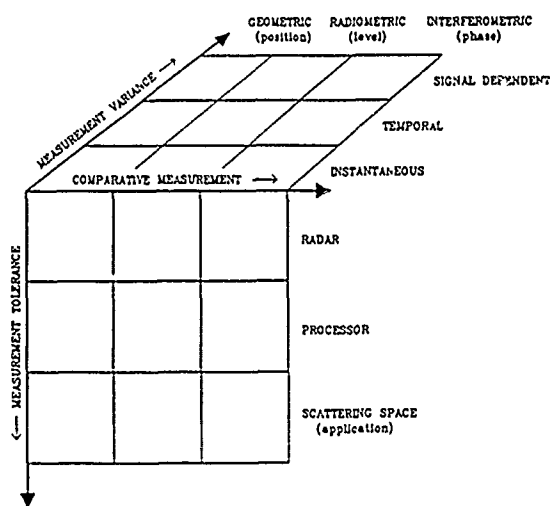 GEOMETRIC RADIOMETRIC INTERFEROMETRIC
(position) (level) (phase)
SIGNAL DEPENDENT
MEASUREMENT VARIANCE →
TEMPORAL
COMPARATIVE MEASUREMENT →
INSTANTANEOUS
RADAR
<— MEASUREMENT TOLERANCE
PROCESSOR
SCATTERING SPACE
(application)